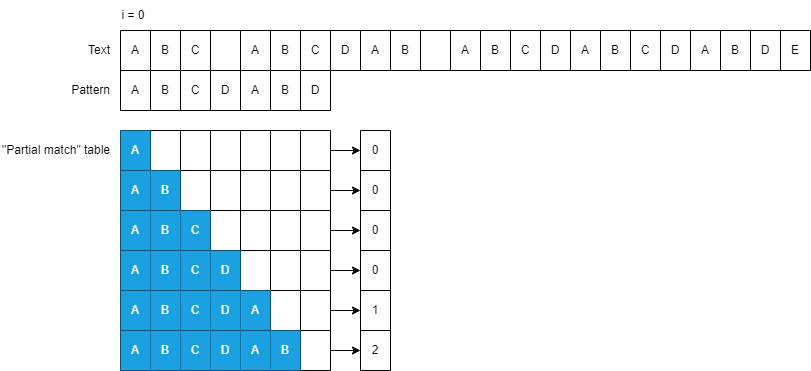 i = 0
Text A B C A B C D A B A B C D A B C D A B D E
Pattern A B C D A B D
"Partial match" table A 0
A B 0
A B C 0
A B C D 0
A B C D A 1
A B C D A B 2